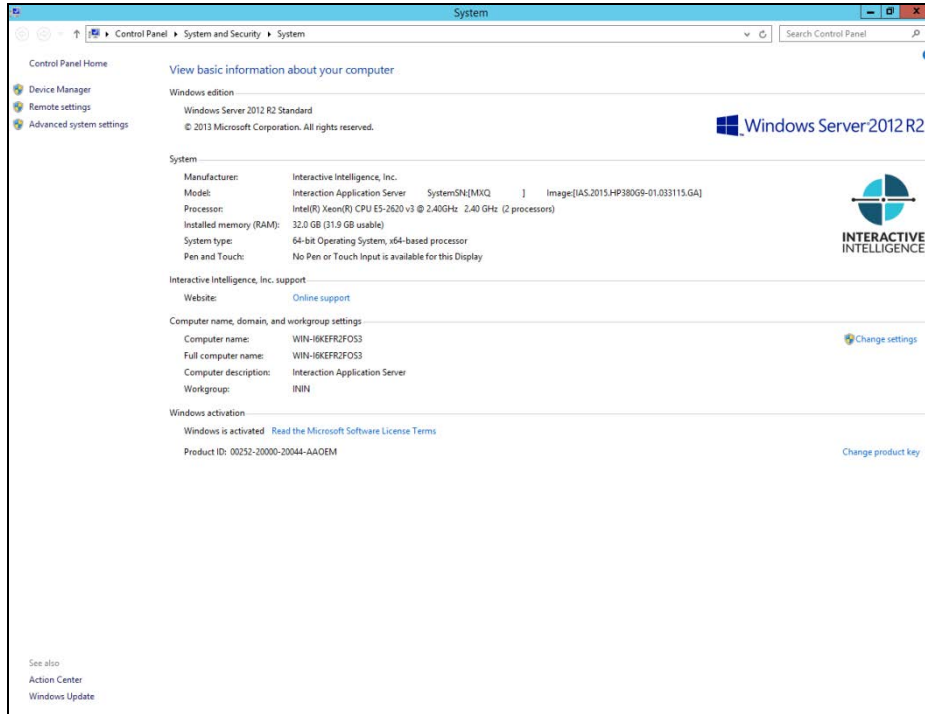 System
Control Panel ▸ System and Security ▸ System
Search Control Panel
Control Panel Home
Device Manager
Remote settings
Advanced system settings
View basic information about your computer
Windows edition
Windows Server 2012 R2 Standard
© 2013 Microsoft Corporation. All rights reserved.
Windows Server 2012 R2
System
Manufacturer: Interactive Intelligence, Inc.
Model: Interaction Application Server SystemSN:[MXQ ] Image:[IAS.2015.HP380G9-01.033115.GA]
Processor: Intel(R) Xeon(R) CPU E5-2620 v3 @ 2.40GHz 2.40 GHz (2 processors)
Installed memory (RAM): 32.0 GB (31.9 GB usable)
System type: 64-bit Operating System, x64-based processor
Pen and Touch: No Pen or Touch Input is available for this Display
INTERACTIVE
INTELLIGENCE
Interactive Intelligence, Inc. support
Website: Online support
Computer name, domain, and workgroup settings
Computer name: WIN-I6KEFR2FOS3
Change settings
Full computer name: WIN-I6KEFR2FOS3
Computer description: Interaction Application Server
Workgroup: ININ
Windows activation
Windows is activated Read the Microsoft Software License Terms
Product ID: 00252-20000-20044-AAOEM
Change product key
See also
Action Center
Windows Update